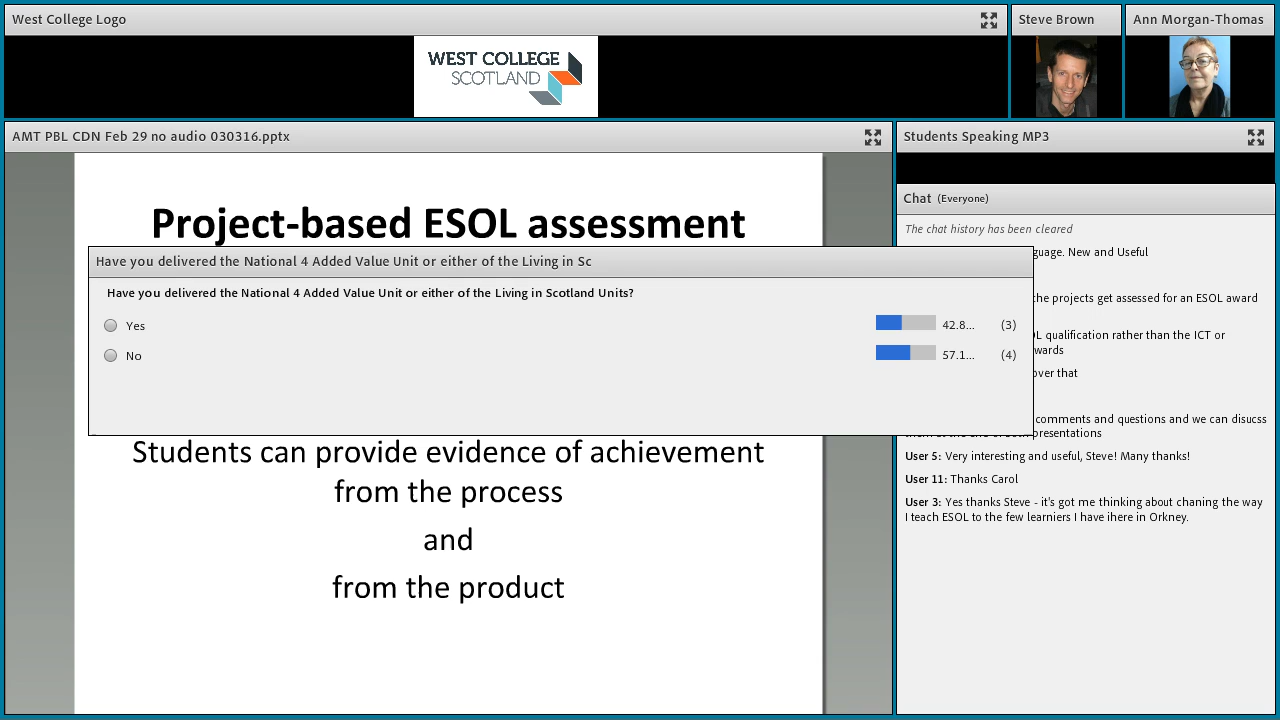 West College Logo
Steve Brown
Ann Morgan-Thomas
WEST COLLEGE
SCOTLAND
AMT PBL CDN Feb 29 no audio 030316.pptx
Students Speaking MP3
Project-based ESOL assessment
Have you delivered the National 4 Added Value Unit or either of the Living in Sc
Have you delivered the National 4 Added Value Unit or either of the Living in Scotland Units?
Yes 42.8... (3)
No 57.1... (4)
Students can provide evidence of achievement
from the process
and
from the product
Chat (Everyone)
The chat history has been cleared
guage. New and Useful
the projects get assessed for an ESOL award
qualification rather than the ICT or
wards
over that
comments and questions and we can disucss
presentations
User 5: Very interesting and useful, Steve! Many thanks!
User 11: Thanks Carol
User 3: Yes thanks Steve - it's got me thinking about chaning the way
I teach ESOL to the few learniers I have ihere in Orkney.